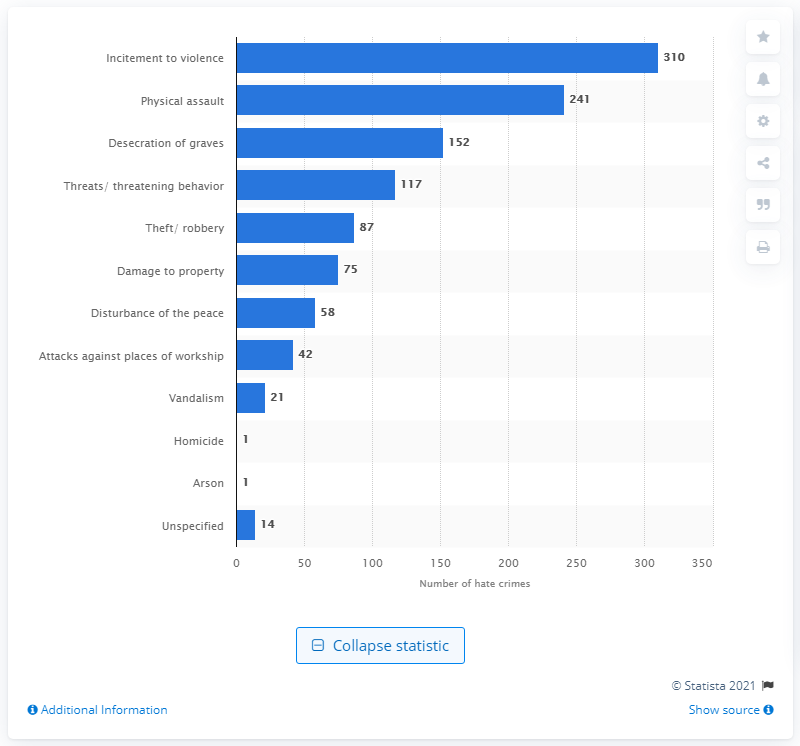 Incitement to violence 310
Physical assault 241
Desecration of graves 152
Threats/ threatening behavior 117
Theft/ robbery 87
Damage to property 75
Disturbance of the peace 58
Attacks against places of workship 42
Vandalism 21
Homicide 1
Arson 1
Unspecified 14
0 50 100 150 200 250 300 350
Number of hate crimes
Collapse statistic
© Statista 2021
Additional Information
Show source